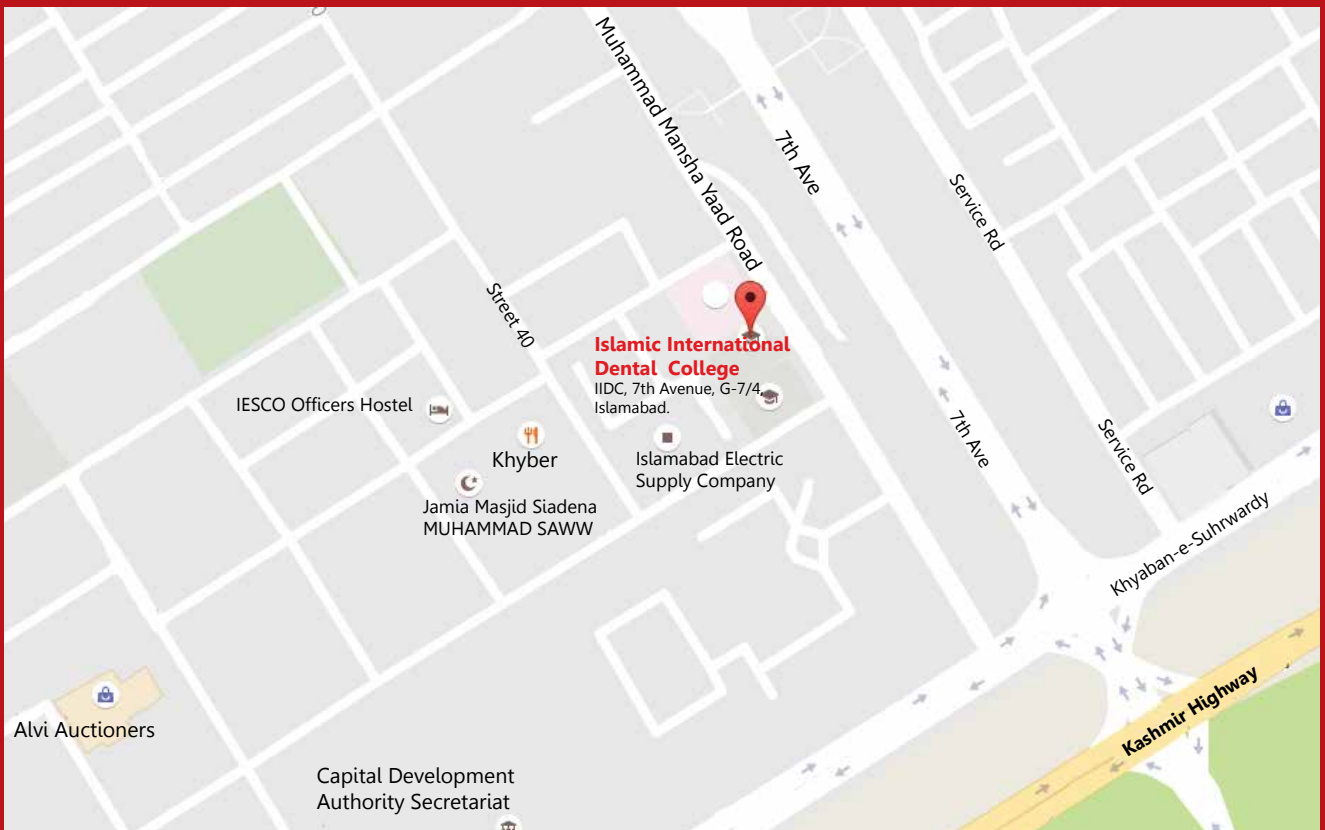 Muhammad Mansha Yaad Road
7th Ave
Service Rd
Street 40
Islamic International
Dental College
IIDC, 7th Avenue, G-7/4,
Islamabad.
IESCO Officers Hostel
Khyber
Islamabad Electric
Supply Company
7th Ave
Service Rd
Jamia Masjid Siadena
MUHAMMAD SAWW
Khyaban-e-Suhrwardy
Kashmir Highway
Alvi Auctioners
Capital Development
Authority Secretariat